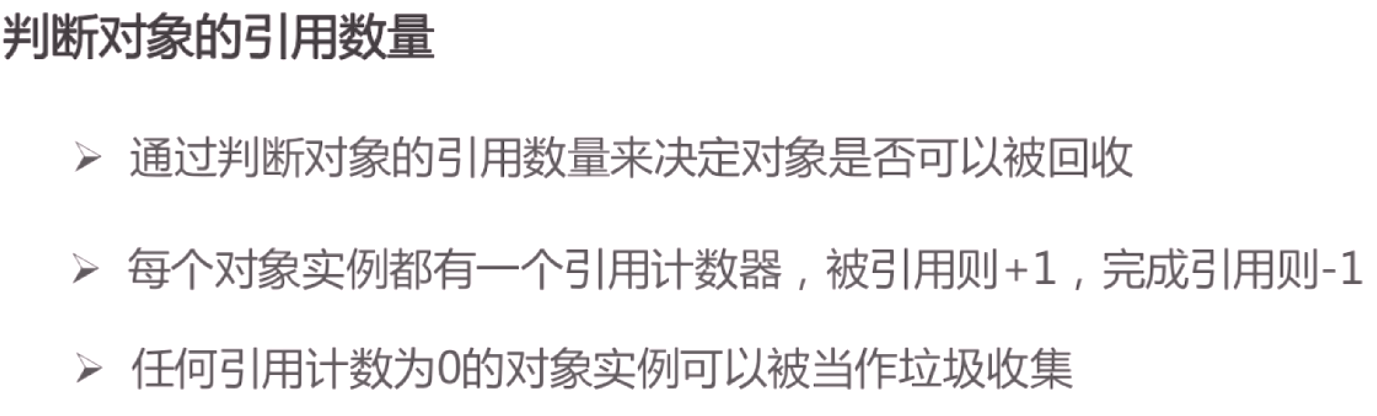 判断对象的引用数量
➢ 通过判断对象的引用数量来决定对象是否可以被回收
➢ 每个对象实例都有一个引用计数器，被引用则+1，完成引用则-1
➢ 任何引用计数为0的对象实例可以被当作垃圾收集